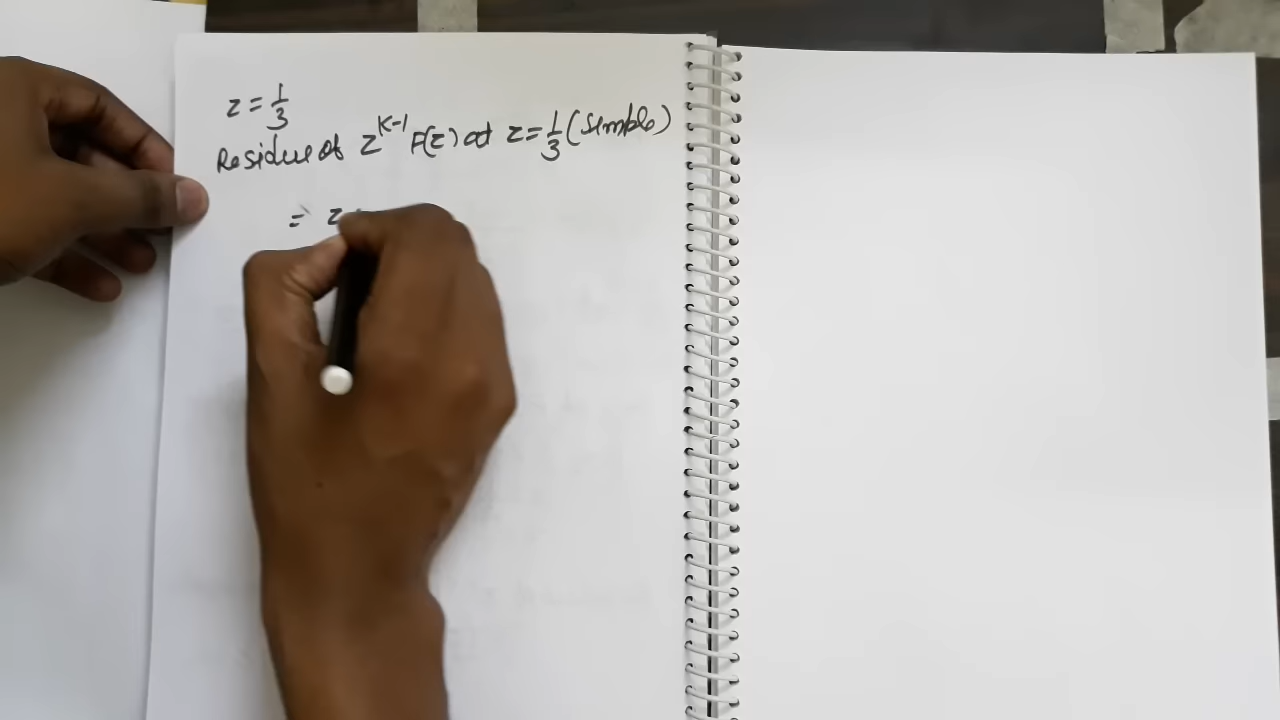 z = 1/3
Residue of z^{K-1} F(z) at z = 1/3 (Simple)
= z